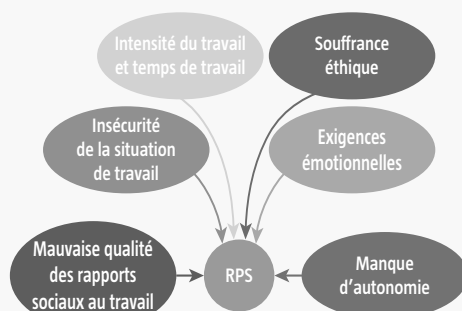 Intensité du travail
et temps de travail
Souffrance
éthique
Insécurité
de la situation
de travail
Exigences
émotionnelles
Mauvaise qualité
des rapports
sociaux au travail
RPS
Manque
d'autonomie